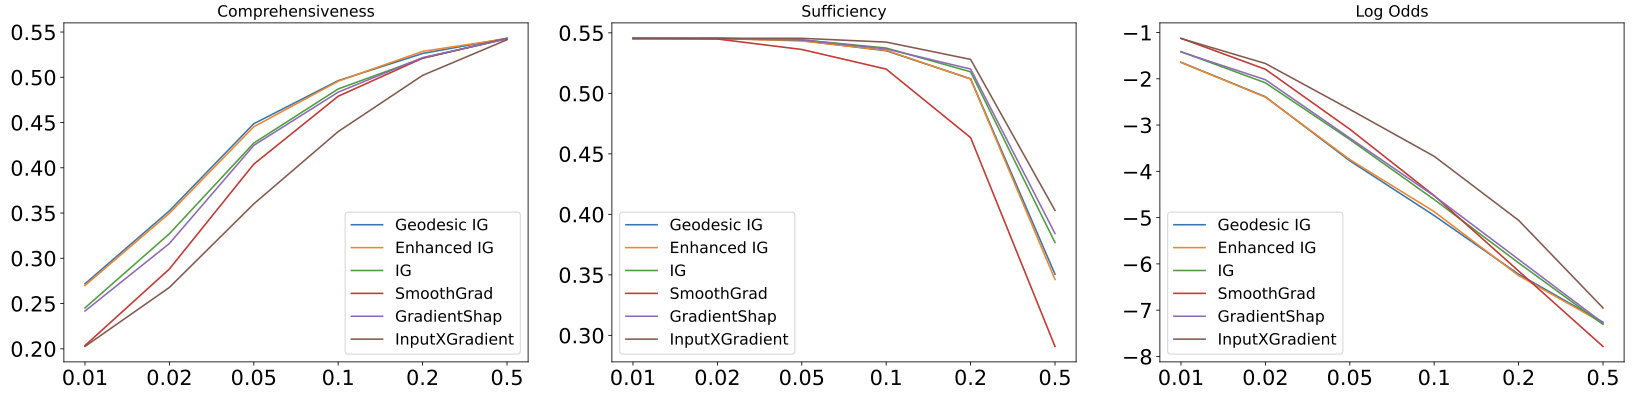 Comprehensiveness
0.55
0.50
0.45
0.40
0.35
0.30
0.25
0.20
0.01 0.02 0.05 0.1 0.2 0.5
Geodesic IG
Enhanced IG
IG
SmoothGrad
GradientShap
InputXGradient
Sufficiency
0.55
0.50
0.45
0.40
0.35
0.30
0.01 0.02 0.05 0.1 0.2 0.5
Geodesic IG
Enhanced IG
IG
SmoothGrad
GradientShap
InputXGradient
Log Odds
−1
−2
−3
−4
−5
−6
−7
−8
0.01 0.02 0.05 0.1 0.2 0.5
Geodesic IG
Enhanced IG
IG
SmoothGrad
GradientShap
InputXGradient